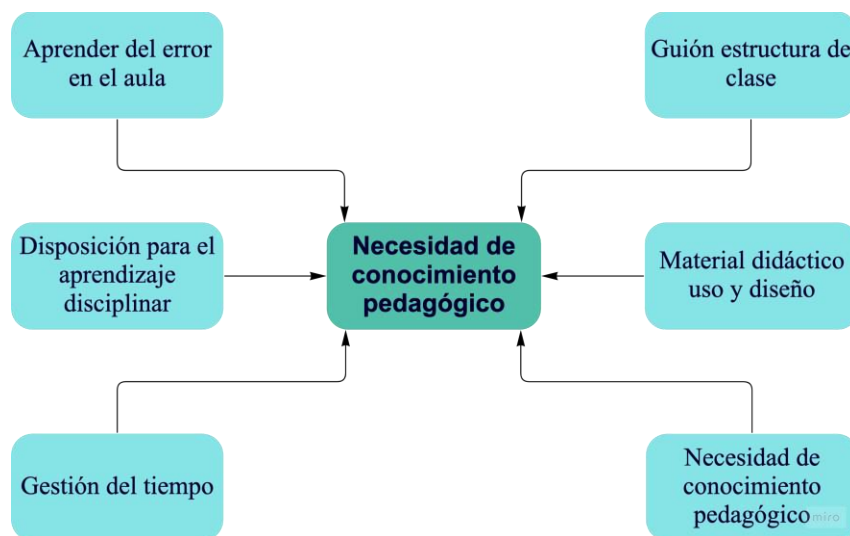 Aprender del error
en el aula
Guión estructura de
clase
Disposición para el
aprendizaje
disciplinar
Necesidad de
conocimiento
pedagógico
Material didáctico
uso y diseño
Gestión del tiempo
Necesidad de
conocimiento
pedagógico
miro